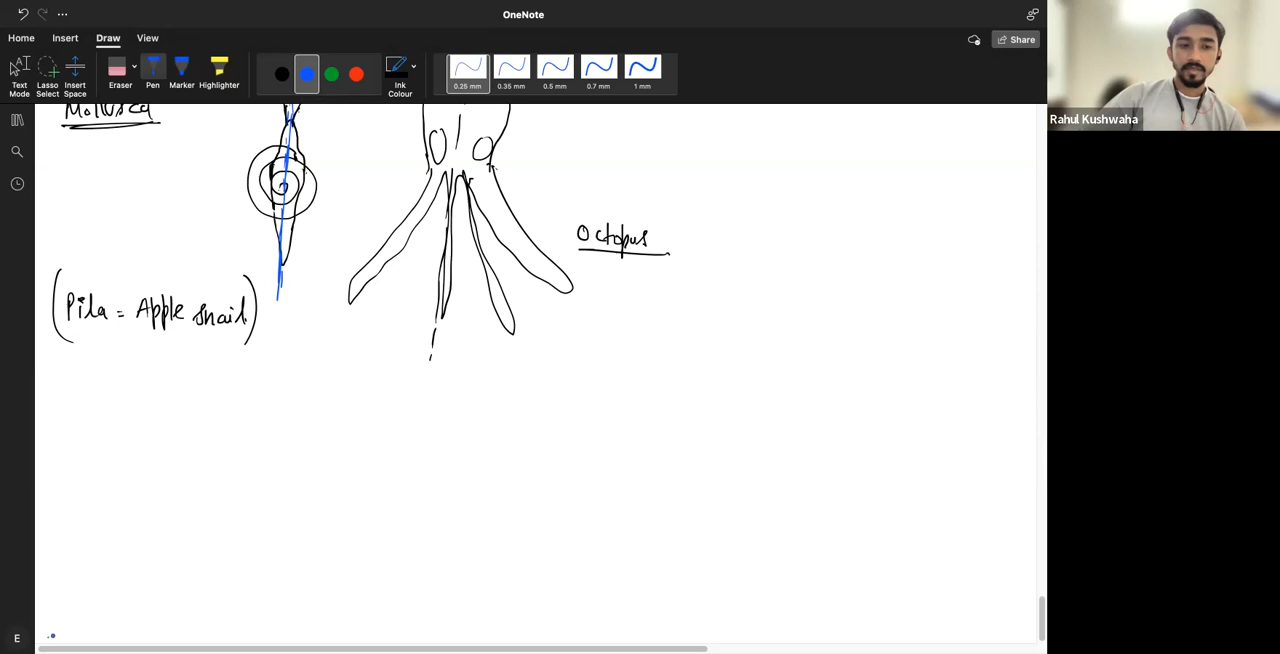 OneNote
Home Insert Draw View
Share
Text Mode
Lasso Select
Insert Space
Eraser
Pen
Marker
Highlighter
Ink Colour
0.25 mm
0.35 mm
0.5 mm
0.7 mm
1 mm
Rahul Kushwaha
Mollusca
Octopus
(Pila = Apple snail)
E